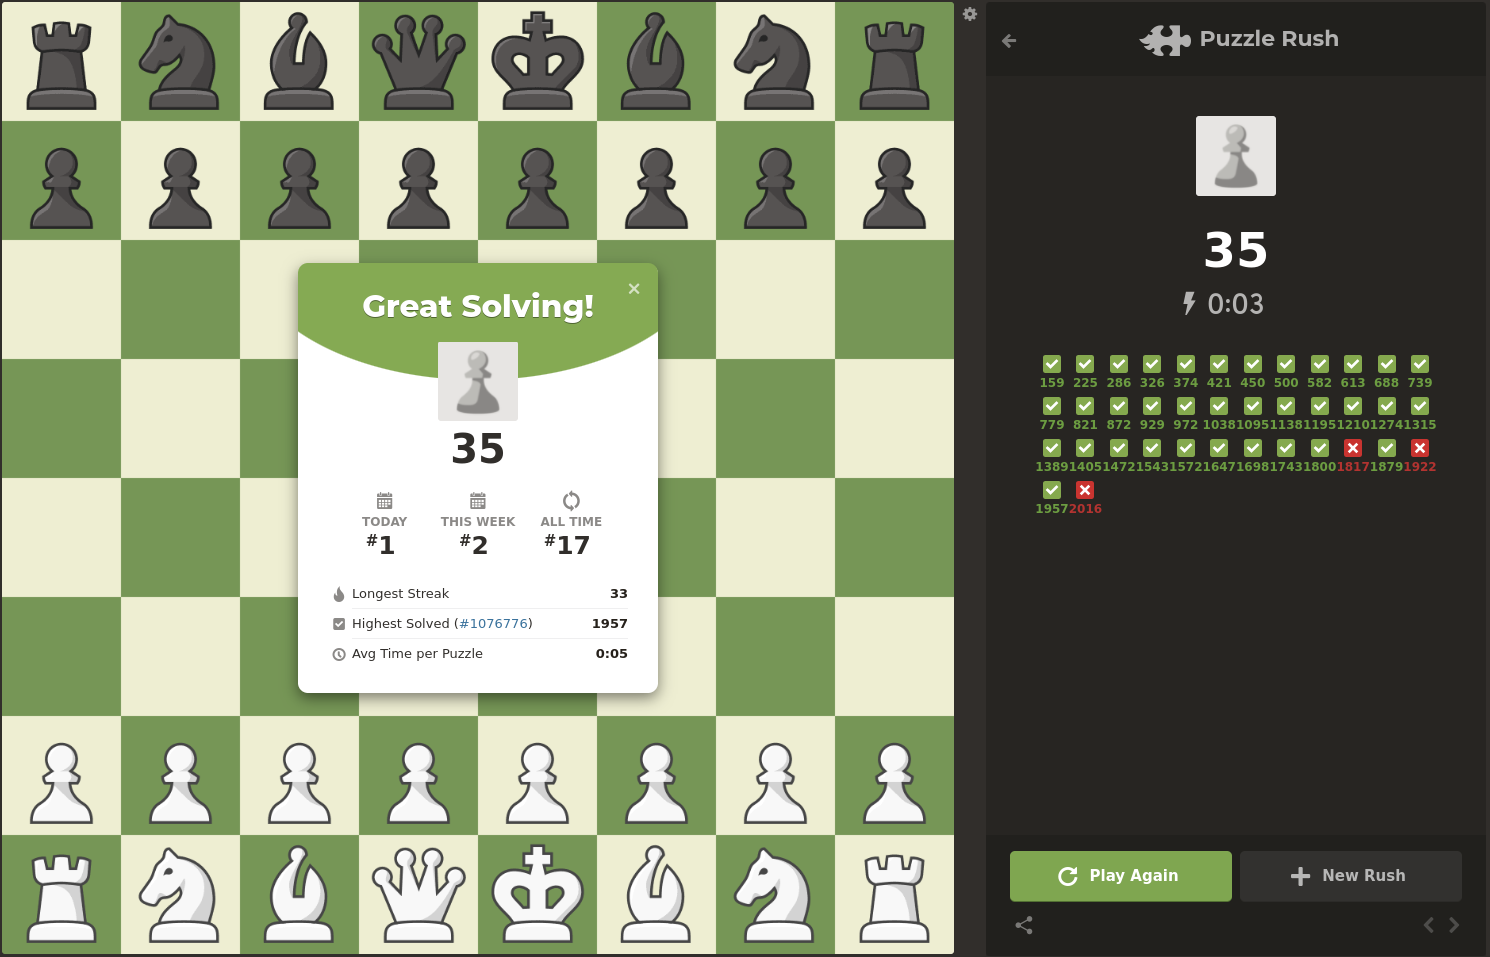 Puzzle Rush
35
0:03
159 225 286 326 374 421 450 500 582 613 688 739
779 821 872 929 972 1038 1095 1138 1195 1210 1274 1315
1389 1405 1472 1543 1572 1647 1698 1743 1800 1817 1879 1922
1957 2016
Great Solving!
×
35
TODAY THIS WEEK ALL TIME
#1 #2 #17
Longest Streak 33
Highest Solved (#1076776) 1957
Avg Time per Puzzle 0:05
Play Again New Rush